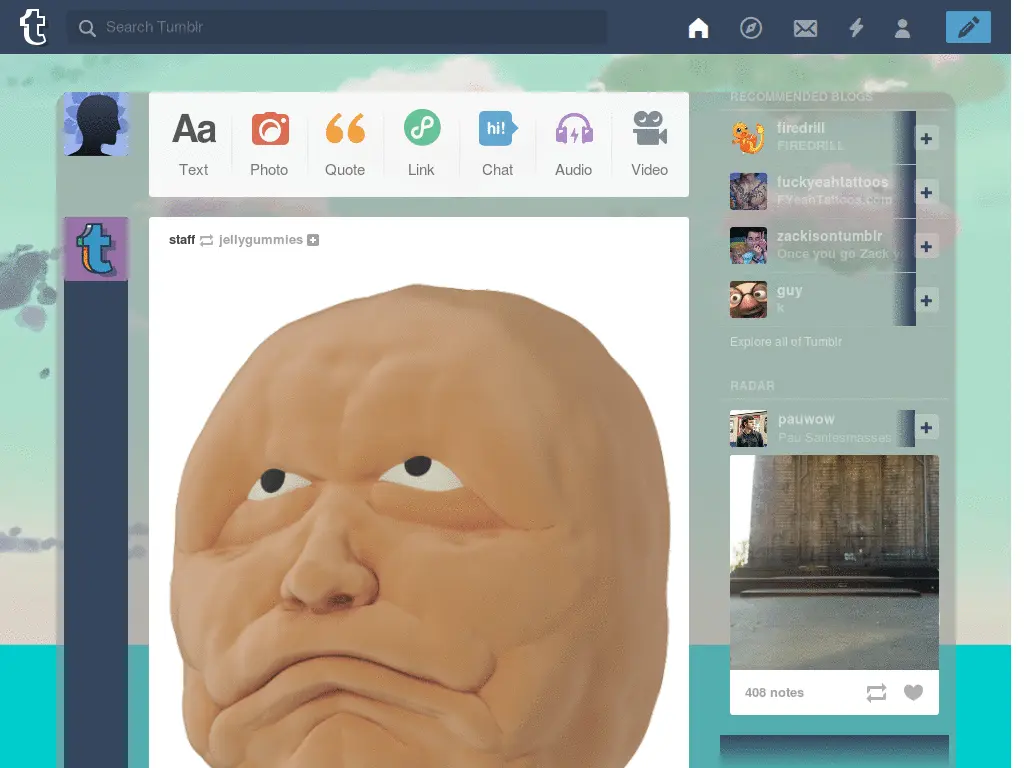 t
Search Tumblr
RECOMMENDED BLOGS
Aa
hi!
Text
Photo
Quote
Link
Chat
Audio
Video
firedrill
FIREDRILL
fuckyeahtattoos
FYeahTattoos.com
t
staff jellygummies
zackisontumblr
Once you go Zack
guy
k
Explore all of Tumblr
RADAR
pauwow
Pau Santesmasses
408 notes